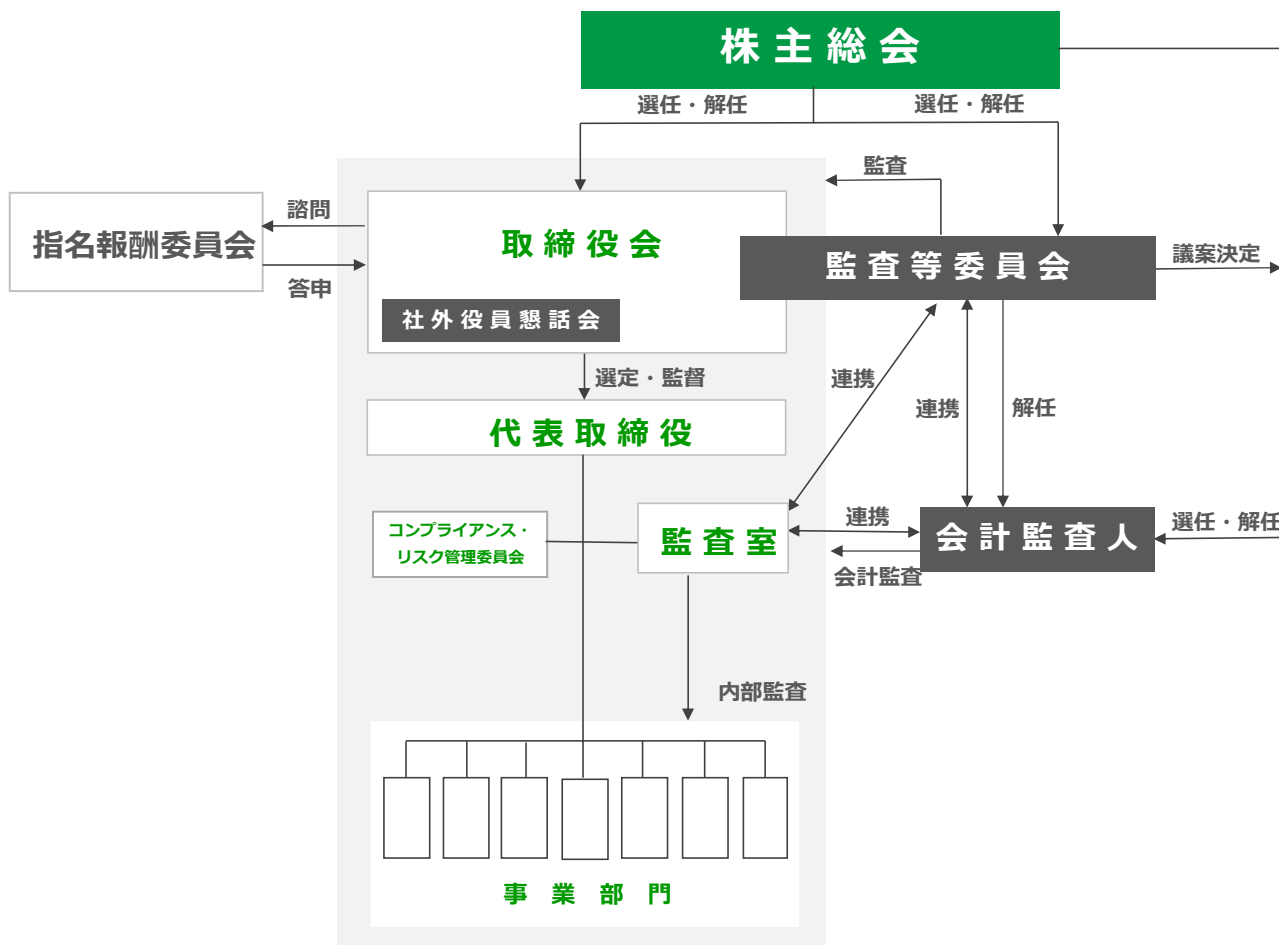 株主総会
選任・解任
選任・解任
監査
諮問
指名報酬委員会
答申
取締役会
社外役員懇話会
監査等委員会
議案決定
選定・監督
代表取締役
連携
連携
解任
コンプライアンス・
リスク管理委員会
監査室
連携
会計監査
会計監査人
選任・解任
内部監査
事業部門